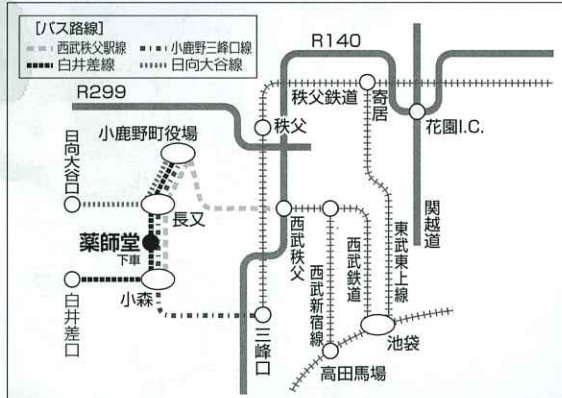 [バス路線]
西武秩父駅線
小鹿野三峰口線
白井差線
日向大谷線
R140
R299
秩父鉄道
寄居
花園I.C.
秩父
小鹿野町役場
日向大谷口
長又
薬師堂
下車
小森
白井差口
西武秩父
西武新宿線
西武鉄道
東武東上線
関越道
三峰口
池袋
高田馬場